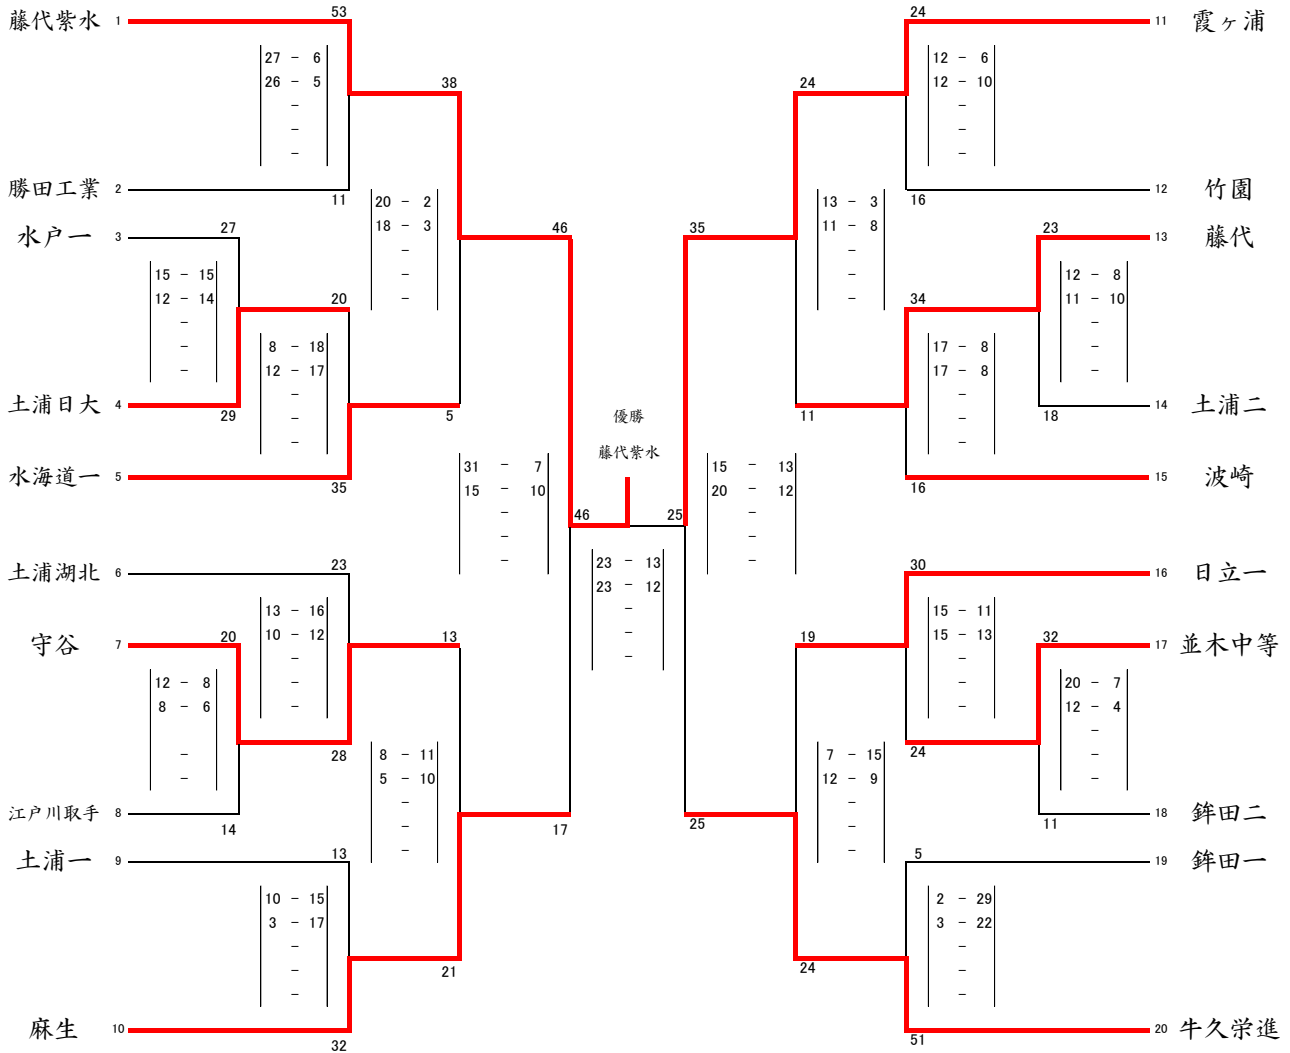 藤代紫水 1 53
27 - 6
26 - 5
-
-
-
38
勝田工業 2 11
水戸一 3 27
15 - 15
12 - 14
-
-
-
20
土浦日大 4 29
8 - 18
12 - 17
-
-
-
20 - 2
18 - 3
-
-
-
5
水海道一 5 35
46
31 - 7
15 - 10
-
-
-
土浦湖北 6 23
13 - 16
10 - 12
-
-
-
13
守谷 7 20
12 - 8
8 - 6
-
-
28
江戸川取手 8 14
8 - 11
5 - 10
-
-
-
17
土浦一 9 13
10 - 15
3 - 17
-
-
-
21
麻生 10 32
優勝
藤代紫水
46 25
23 - 13
23 - 12
-
-
-
24 11 霞ヶ浦
12 - 6
12 - 10
-
-
-
24
16 12 竹園
13 - 3
11 - 8
-
-
-
35
23 13 藤代
12 - 8
11 - 10
-
-
-
34
18 14 土浦二
17 - 8
17 - 8
-
-
-
11
16 15 波崎
15 - 13
20 - 12
-
-
-
30 16 日立一
15 - 11
15 - 13
-
-
-
19
32 17 並木中等
20 - 7
12 - 4
-
-
-
24
11 18 鉾田二
7 - 15
12 - 9
-
-
-
25
5 19 鉾田一
2 - 29
3 - 22
-
-
-
24
51 20 牛久栄進